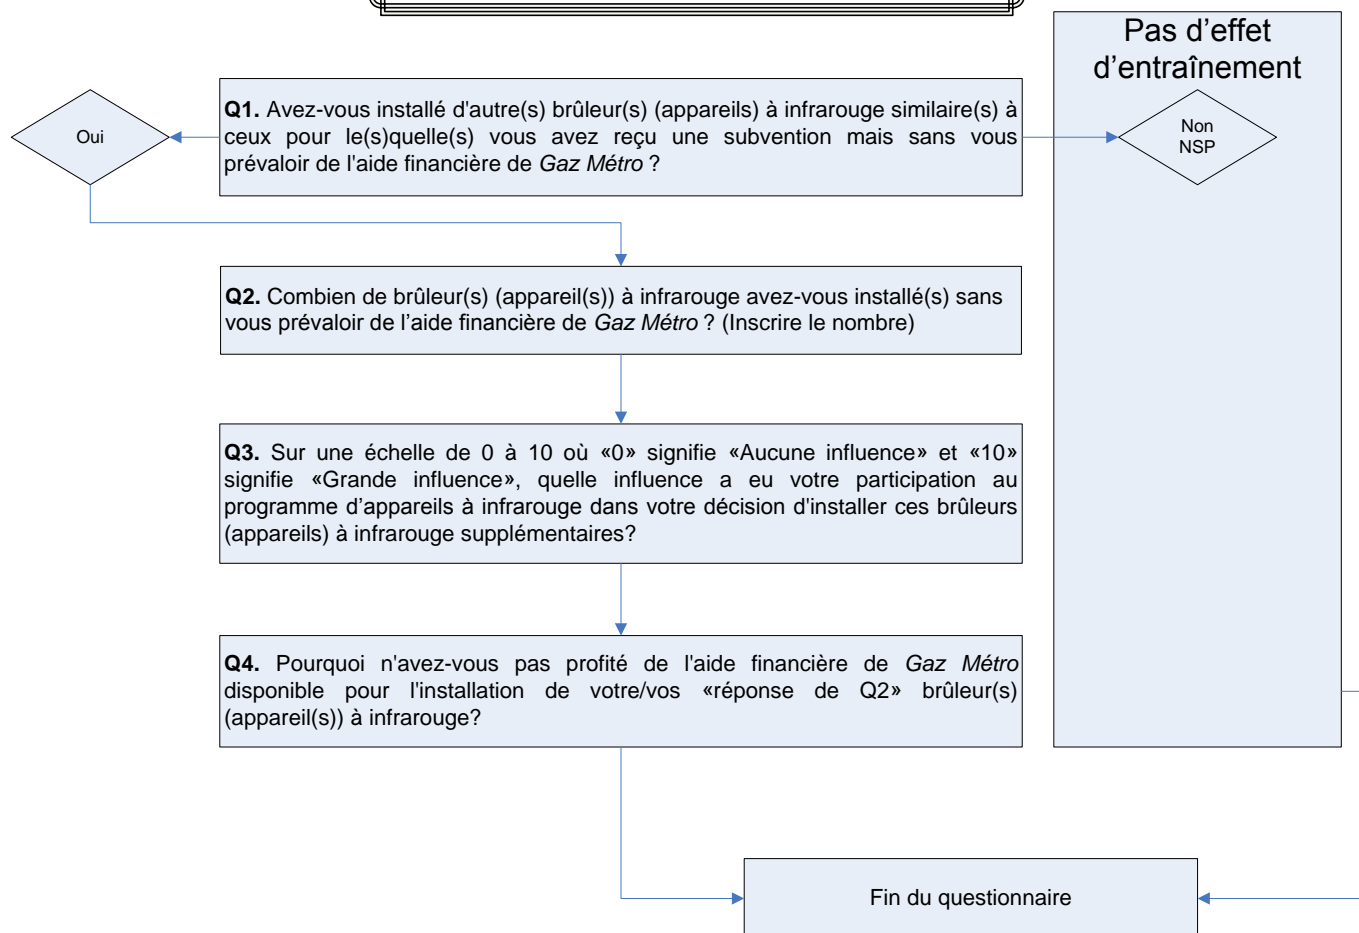 Pas d’effet
d’entraînement
Q1. Avez-vous installé d'autre(s) brûleur(s) (appareils) à infrarouge similaire(s) à
ceux pour le(s)quelle(s) vous avez reçu une subvention mais sans vous
prévaloir de l'aide financière de Gaz Métro ?
Oui
Non
NSP
Q2. Combien de brûleur(s) (appareil(s)) à infrarouge avez-vous installé(s) sans
vous prévaloir de l’aide financière de Gaz Métro ? (Inscrire le nombre)
Q3. Sur une échelle de 0 à 10 où «0» signifie «Aucune influence» et «10»
signifie «Grande influence», quelle influence a eu votre participation au
programme d’appareils à infrarouge dans votre décision d'installer ces brûleurs
(appareils) à infrarouge supplémentaires?
Q4. Pourquoi n'avez-vous pas profité de l'aide financière de Gaz Métro
disponible pour l'installation de votre/vos «réponse de Q2» brûleur(s)
(appareil(s)) à infrarouge?
Fin du questionnaire